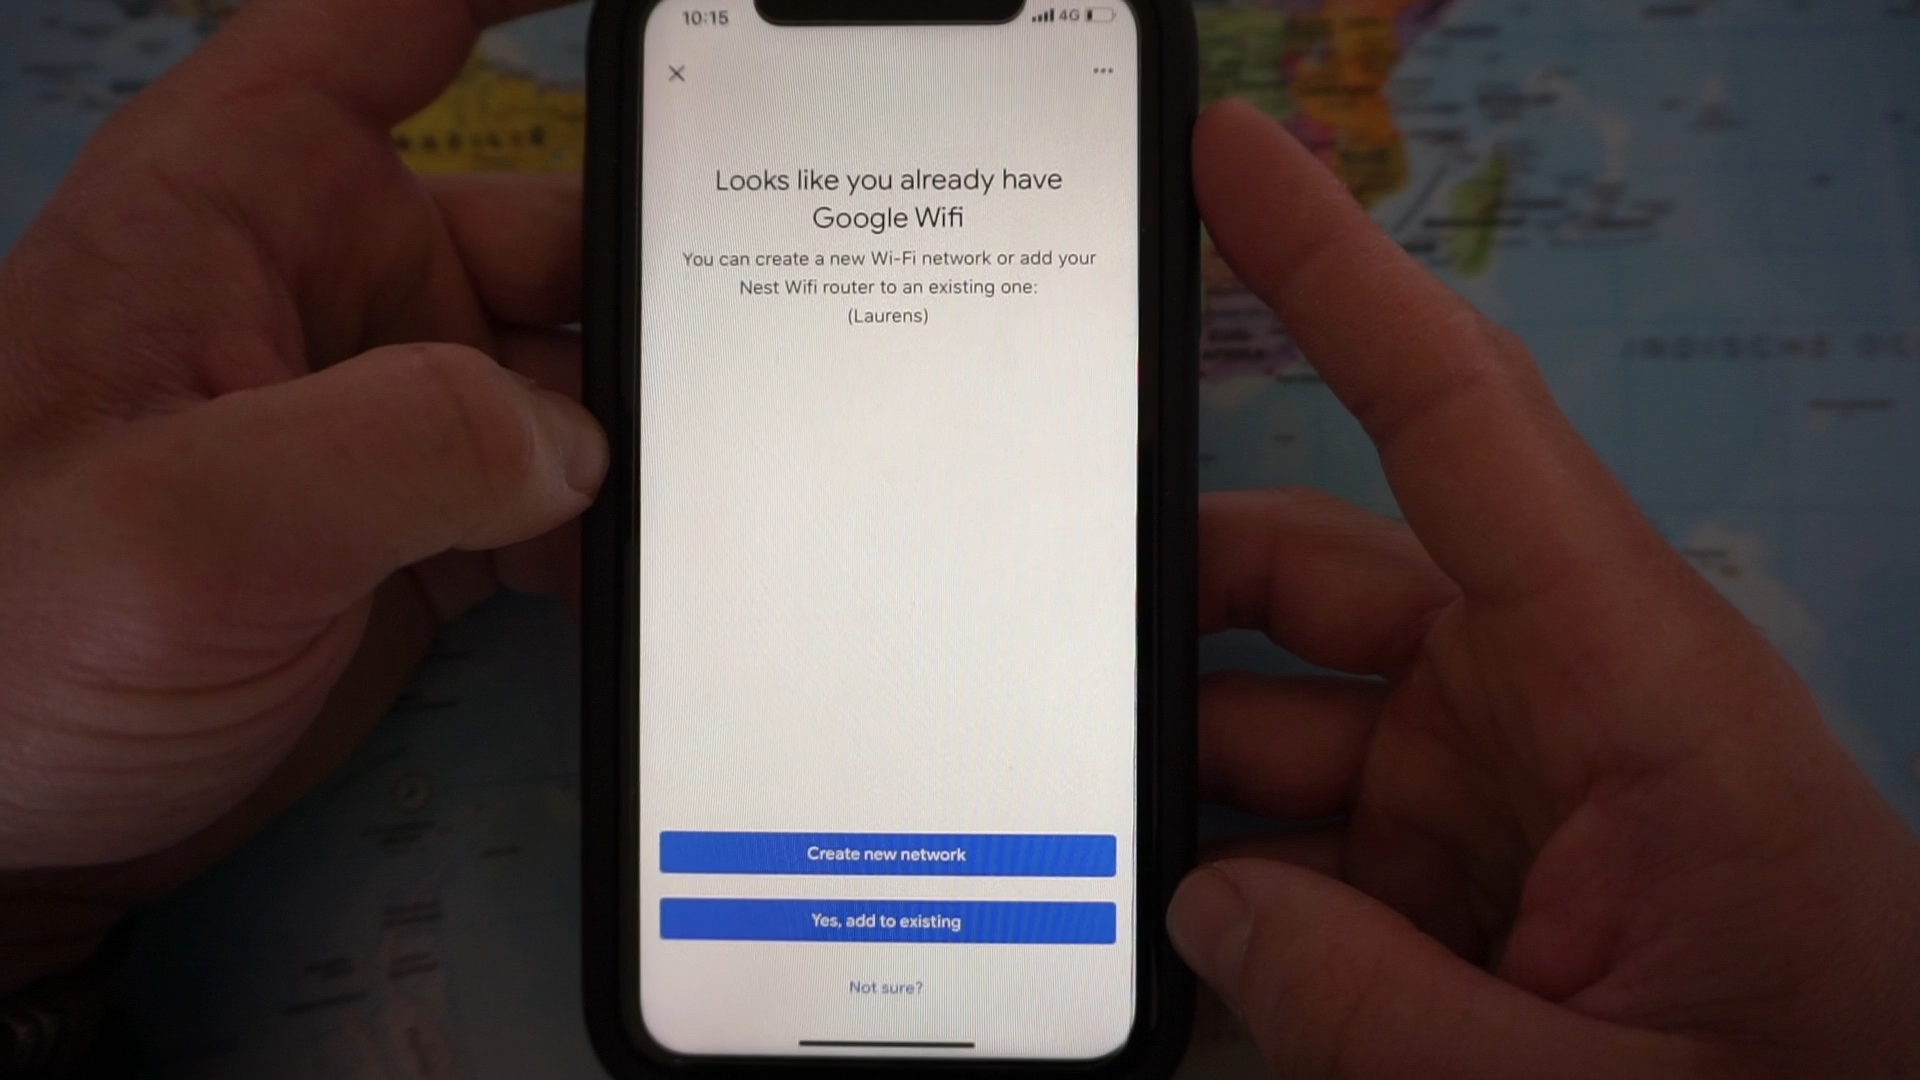 10:15
4G
Looks like you already have
Google Wifi
You can create a new Wi-Fi network or add your
Nest Wifi router to an existing one:
(Laurens)
Create new network
Yes, add to existing
Not sure?
INDISCHE